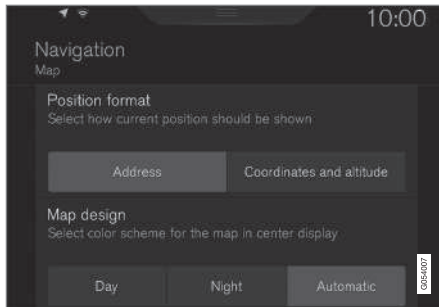 10:00
Navigation
Map
Position format
Select how current position should be shown
Address Coordinates and altitude
Map design
Select color scheme for the map in center display
Day Night Automatic
G054007